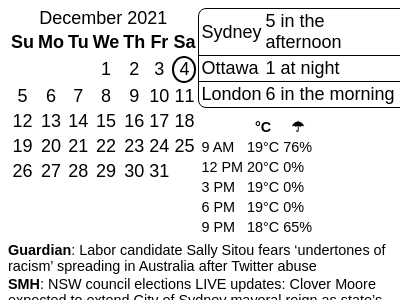 December 2021
Su Mo Tu We Th Fr Sa
1 2 3 4
5 6 7 8 9 10 11
12 13 14 15 16 17 18
19 20 21 22 23 24 25
26 27 28 29 30 31
Sydney 5 in the
afternoon
Ottawa 1 at night
London 6 in the morning
°C ☂
9 AM 19°C 76%
12 PM 20°C 0%
3 PM 19°C 0%
6 PM 19°C 0%
9 PM 18°C 65%
Guardian: Labor candidate Sally Sitou fears ‘undertones of
racism’ spreading in Australia after Twitter abuse
SMH: NSW council elections LIVE updates: Clover Moore
expected to extend City of Sydney mayoral reign as state’s